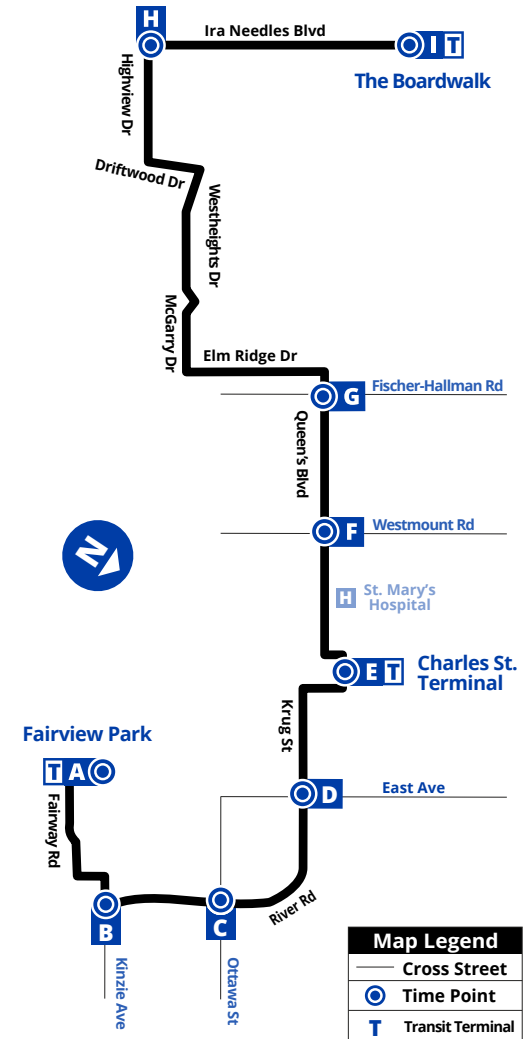 H
Ira Needles Blvd
I T
The Boardwalk
Highview Dr
Driftwood Dr
Westheights Dr
McGarry Dr
Elm Ridge Dr
Fischer-Hallman Rd
G
Queen's Blvd
Westmount Rd
F
N
H
St. Mary's
Hospital
E T
Charles St.
Terminal
Krug St
Fairview Park
T A
Fairway Rd
D
East Ave
River Rd
B
C
Kinzie Ave
Ottawa St
Map Legend
Cross Street
Time Point
T Transit Terminal